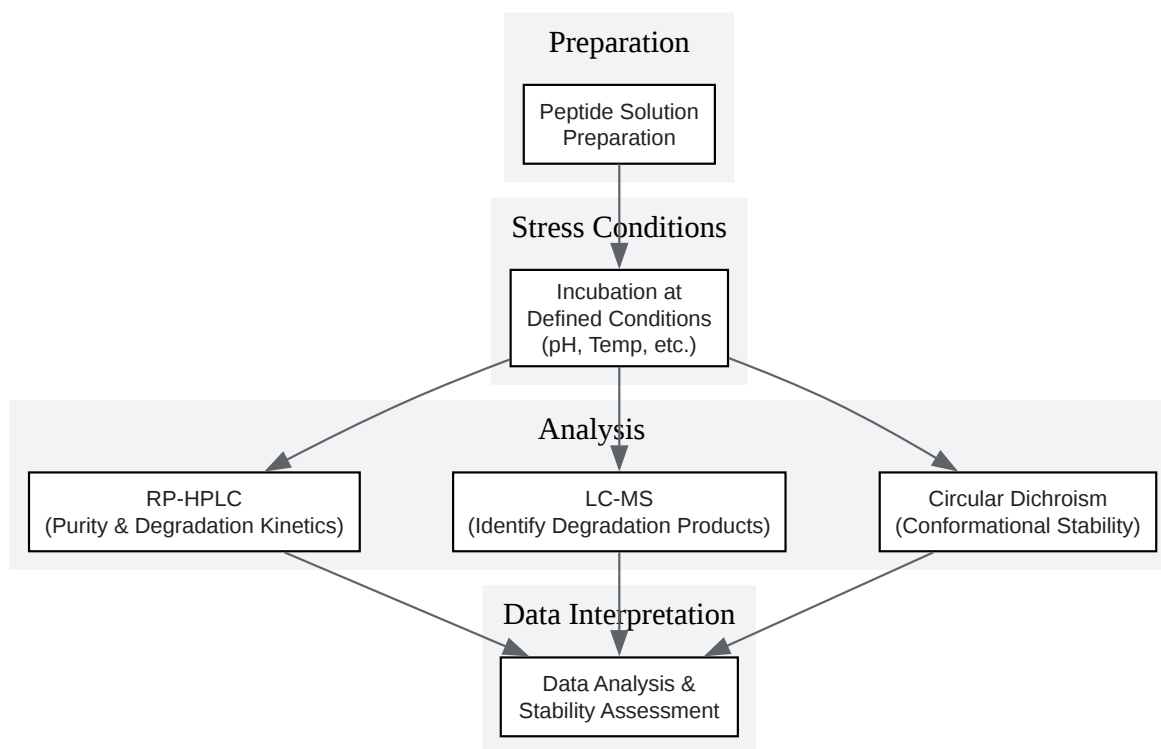 Preparation
Peptide Solution
Preparation
Stress Conditions
Incubation at
Defined Conditions
(pH, Temp, etc.)
Analysis
RP-HPLC
(Purity & Degradation Kinetics)
LC-MS
(Identify Degradation Products)
Circular Dichroism
(Conformational Stability)
Data Interpretation
Data Analysis &
Stability Assessment